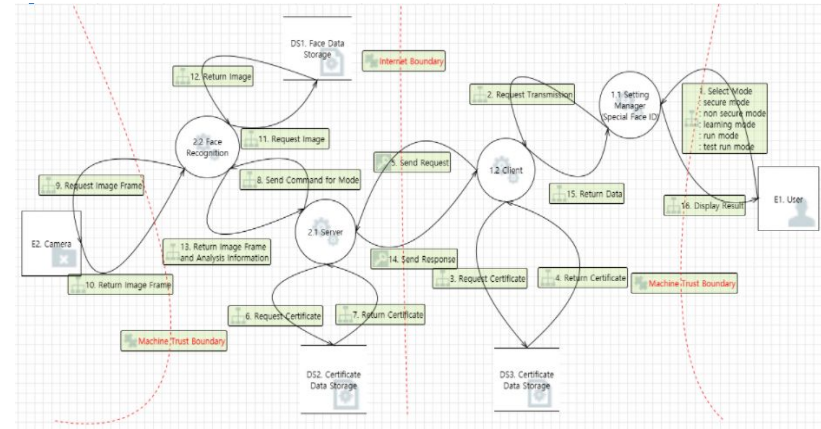 DS1. Face Data
Storage
Internet Boundary
12. Return Image
2. Request Transmission
1.1 Setting
Manager
Special Face ID
1. Select Mode
: secure mode
: non secure mode
: learning mode
: run mode
: test run mode
11. Request Image
2.2 Face
Recognition
5. Send Request
1.2 Client
9. Request Image Frame
8. Send Command for Mode
15. Return Data
16. Display Result
E1. User
E2. Camera
2.1 Server
13. Return Image Frame
and Analysis Information
14. Send Response
3. Request Certificate
4. Return Certificate
Machine Trust Boundary
10. Return Image Frame
6. Request Certificate
7. Return Certificate
Machine Trust Boundary
DS2. Certificate
Data Storage
DS3. Certificate
Data Storage